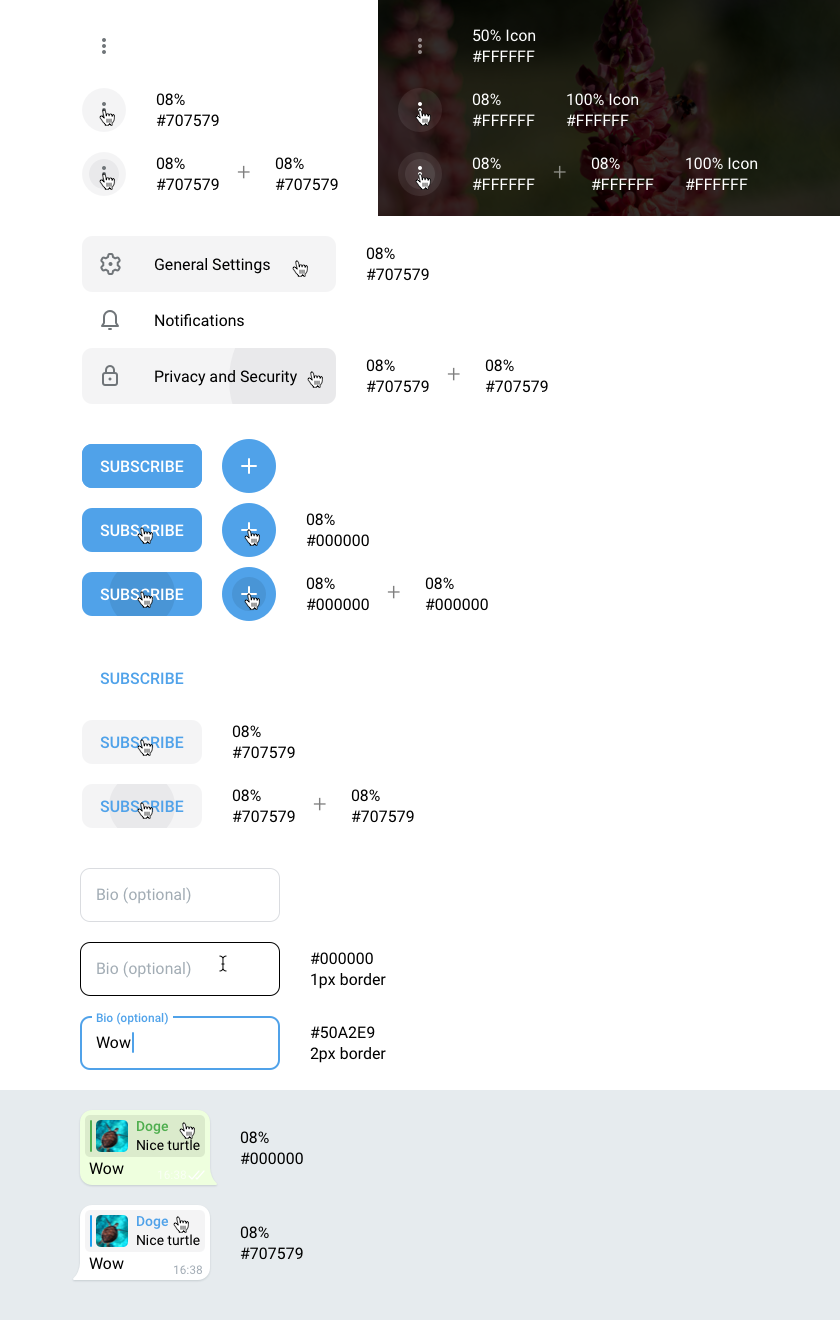 50% Icon
#FFFFFF
08%
#707579
08%
#FFFFFF
100% Icon
#FFFFFF
08%
#707579
+
08%
#707579
08%
#FFFFFF
+
08%
#FFFFFF
100% Icon
#FFFFFF
General Settings
08%
#707579
Notifications
Privacy and Security
08%
#707579
+
08%
#707579
SUBSCRIBE
+
SUBSCRIBE
08%
#000000
SUBSCRIBE
08%
#000000
+
08%
#000000
SUBSCRIBE
SUBSCRIBE
08%
#707579
SUBSCRIBE
08%
#707579
+
08%
#707579
Bio (optional)
Bio (optional)
#000000
1px border
Bio (optional)
Wow
#50A2E9
2px border
Doge
Nice turtle
Wow
08%
#000000
Doge
Nice turtle
Wow
16:38
08%
#707579